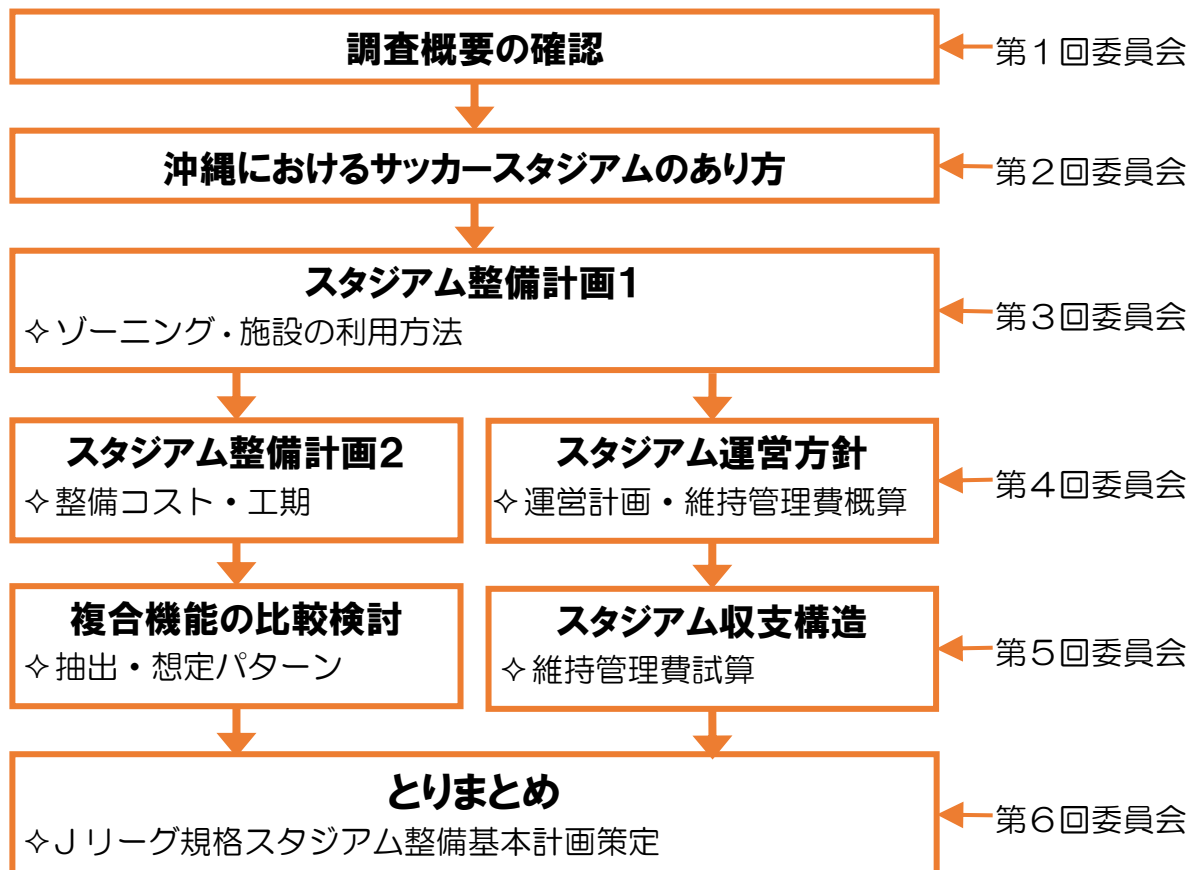 調査概要の確認
第1回委員会
沖縄におけるサッカースタジアムのあり方
第2回委員会
スタジアム整備計画1
✧ゾーニング・施設の利用方法
第3回委員会
スタジアム整備計画2
✧整備コスト・工期
スタジアム運営方針
✧運営計画・維持管理費概算
第4回委員会
複合機能の比較検討
✧抽出・想定パターン
スタジアム収支構造
✧維持管理費試算
第5回委員会
とりまとめ
✧Jリーグ規格スタジアム整備基本計画策定
第6回委員会